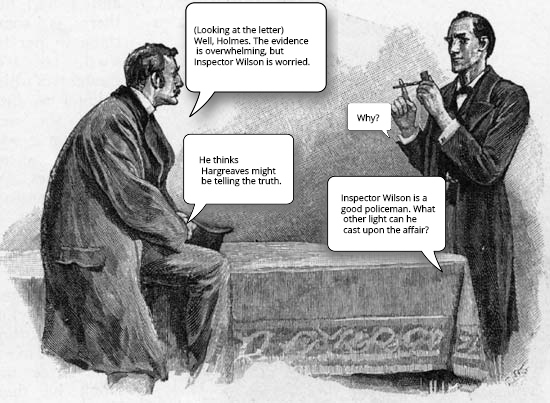 (Looking at the letter)
Well, Holmes. The evidence
is overwhelming, but
Inspector Wilson is worried.
Why?
He thinks
Hargreaves might
be telling the truth.
Inspector Wilson is a
good policeman. What
other light can he
cast upon the affair?